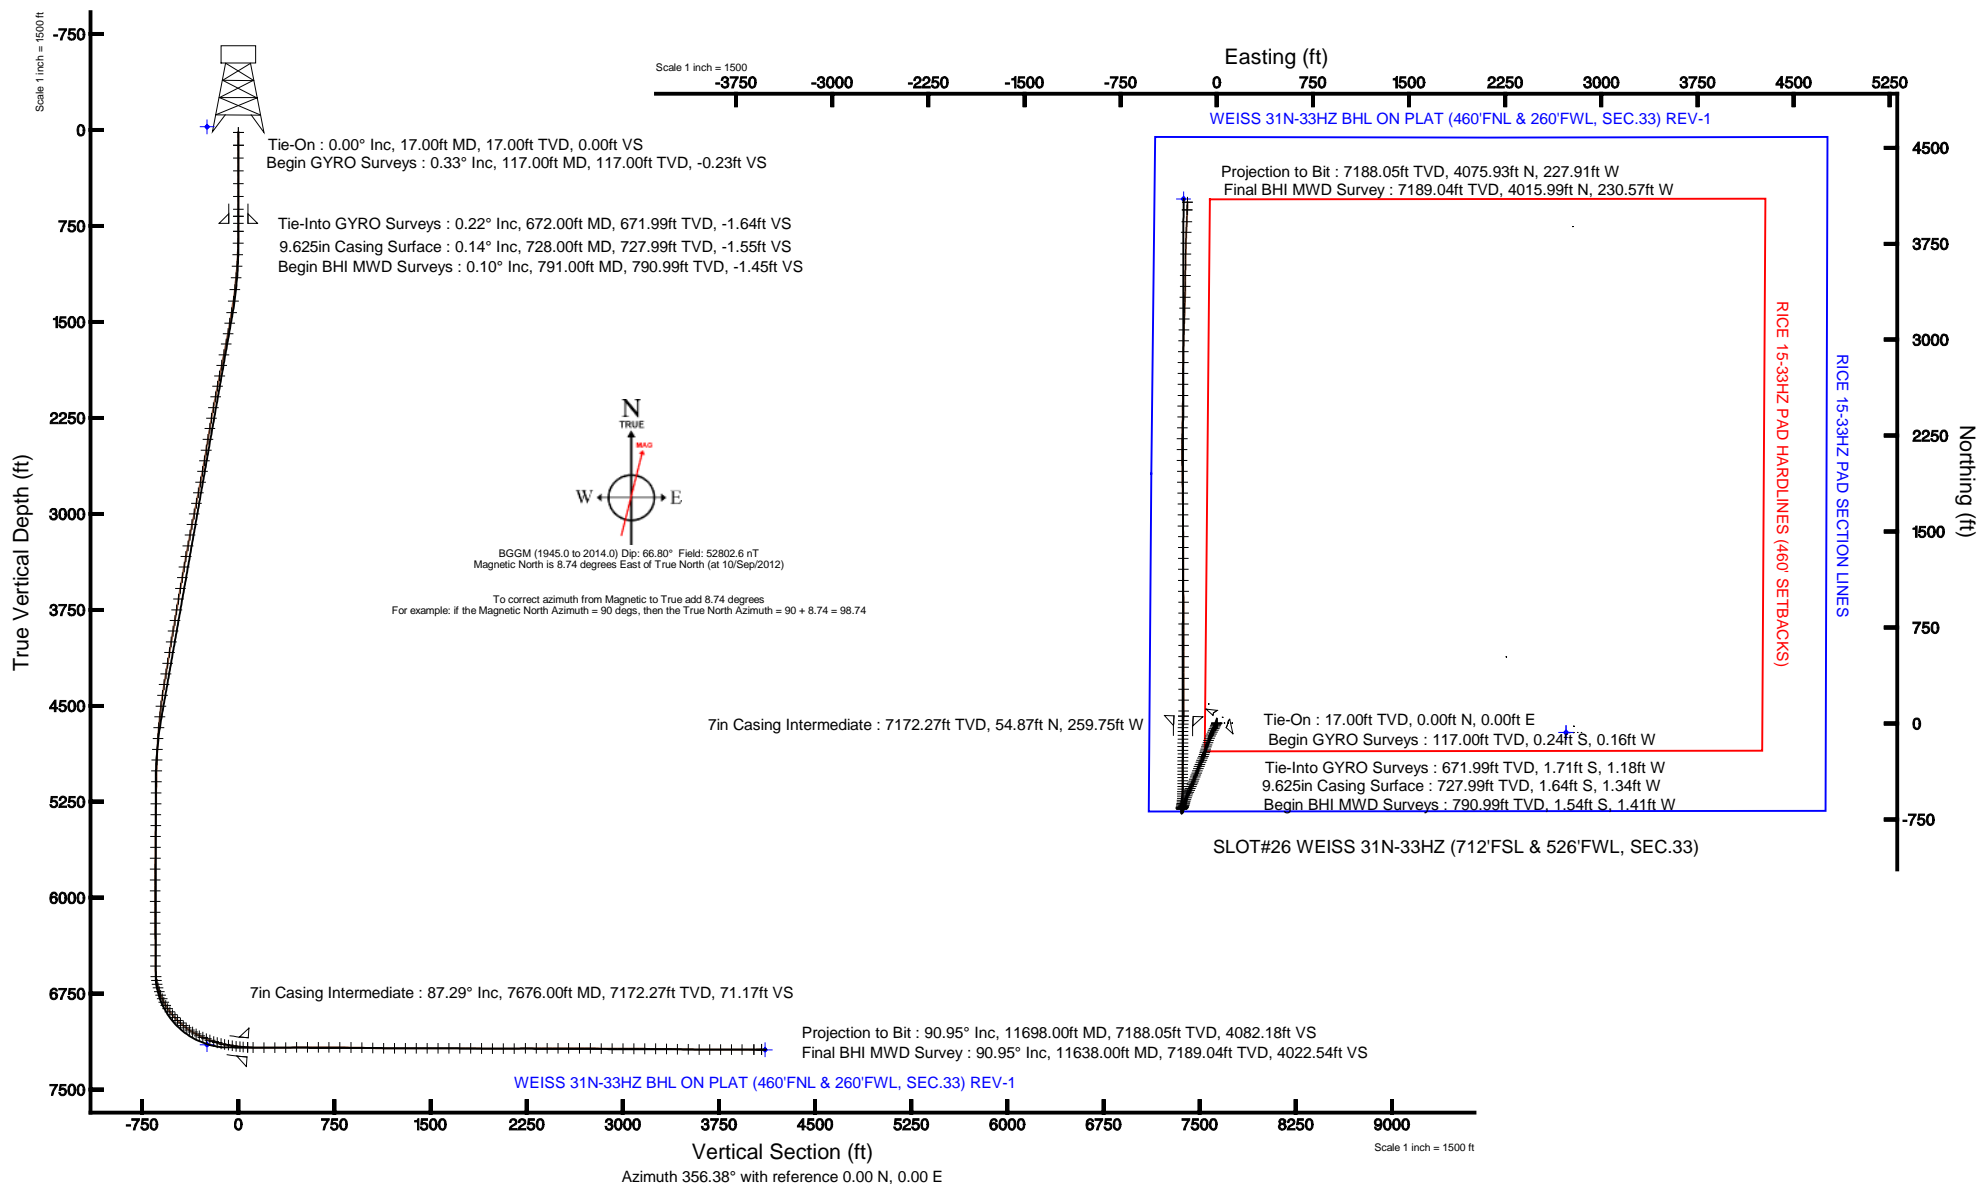 Scale 1 inch = 1500 ft
-750
0
750
1500
2250
3000
3750
4500
5250
6000
6750
7500
True Vertical Depth (ft)
Tie-On : 0.00° Inc, 17.00ft MD, 17.00ft TVD, 0.00ft VS
Begin GYRO Surveys : 0.33° Inc, 117.00ft MD, 117.00ft TVD, -0.23ft VS
Tie-Into GYRO Surveys : 0.22° Inc, 672.00ft MD, 671.99ft TVD, -1.64ft VS
9.625in Casing Surface : 0.14° Inc, 728.00ft MD, 727.99ft TVD, -1.55ft VS
Begin BHI MWD Surveys : 0.10° Inc, 791.00ft MD, 790.99ft TVD, -1.45ft VS
N
TRUE
MAG
W
E
BGGM (1945.0 to 2014.0) Dip: 66.80° Field: 52802.6 nT
Magnetic North is 8.74 degrees East of True North (at 10/Sep/2012)
To correct azimuth from Magnetic to True add 8.74 degrees
For example: if the Magnetic North Azimuth = 90 degs, then the True North Azimuth = 90 + 8.74 = 98.74
7in Casing Intermediate : 87.29° Inc, 7676.00ft MD, 7172.27ft TVD, 71.17ft VS
Projection to Bit : 90.95° Inc, 11698.00ft MD, 7188.05ft TVD, 4082.18ft VS
Final BHI MWD Survey : 90.95° Inc, 11638.00ft MD, 7189.04ft TVD, 4022.54ft VS
WEISS 31N-33HZ BHL ON PLAT (460'FNL & 260'FWL, SEC.33) REV-1
-750 0 750 1500 2250 3000 3750 4500 5250 6000 6750 7500 8250 9000
Vertical Section (ft)
Scale 1 inch = 1500 ft
Azimuth 356.38° with reference 0.00 N, 0.00 E
Easting (ft)
Scale 1 inch = 1500
-3750 -3000 -2250 -1500 -750 0 750 1500 2250 3000 3750 4500 5250
WEISS 31N-33HZ BHL ON PLAT (460'FNL & 260'FWL, SEC.33) REV-1
Projection to Bit : 7188.05ft TVD, 4075.93ft N, 227.91ft W
Final BHI MWD Survey : 7189.04ft TVD, 4015.99ft N, 230.57ft W
RICE 15-33HZ PAD HARDLINES (460' SETBACKS)
RICE 15-33HZ PAD SECTION LINES
7in Casing Intermediate : 7172.27ft TVD, 54.87ft N, 259.75ft W
Tie-On : 17.00ft TVD, 0.00ft N, 0.00ft E
Begin GYRO Surveys : 117.00ft TVD, 0.24ft S, 0.16ft W
Tie-Into GYRO Surveys : 671.99ft TVD, 1.71ft S, 1.18ft W
9.625in Casing Surface : 727.99ft TVD, 1.64ft S, 1.34ft W
Begin BHI MWD Surveys : 790.99ft TVD, 1.54ft S, 1.41ft W
SLOT#26 WEISS 31N-33HZ (712'FSL & 526'FWL, SEC.33)
4500
3750
3000
2250
1500
750
0
-750
Northing (ft)